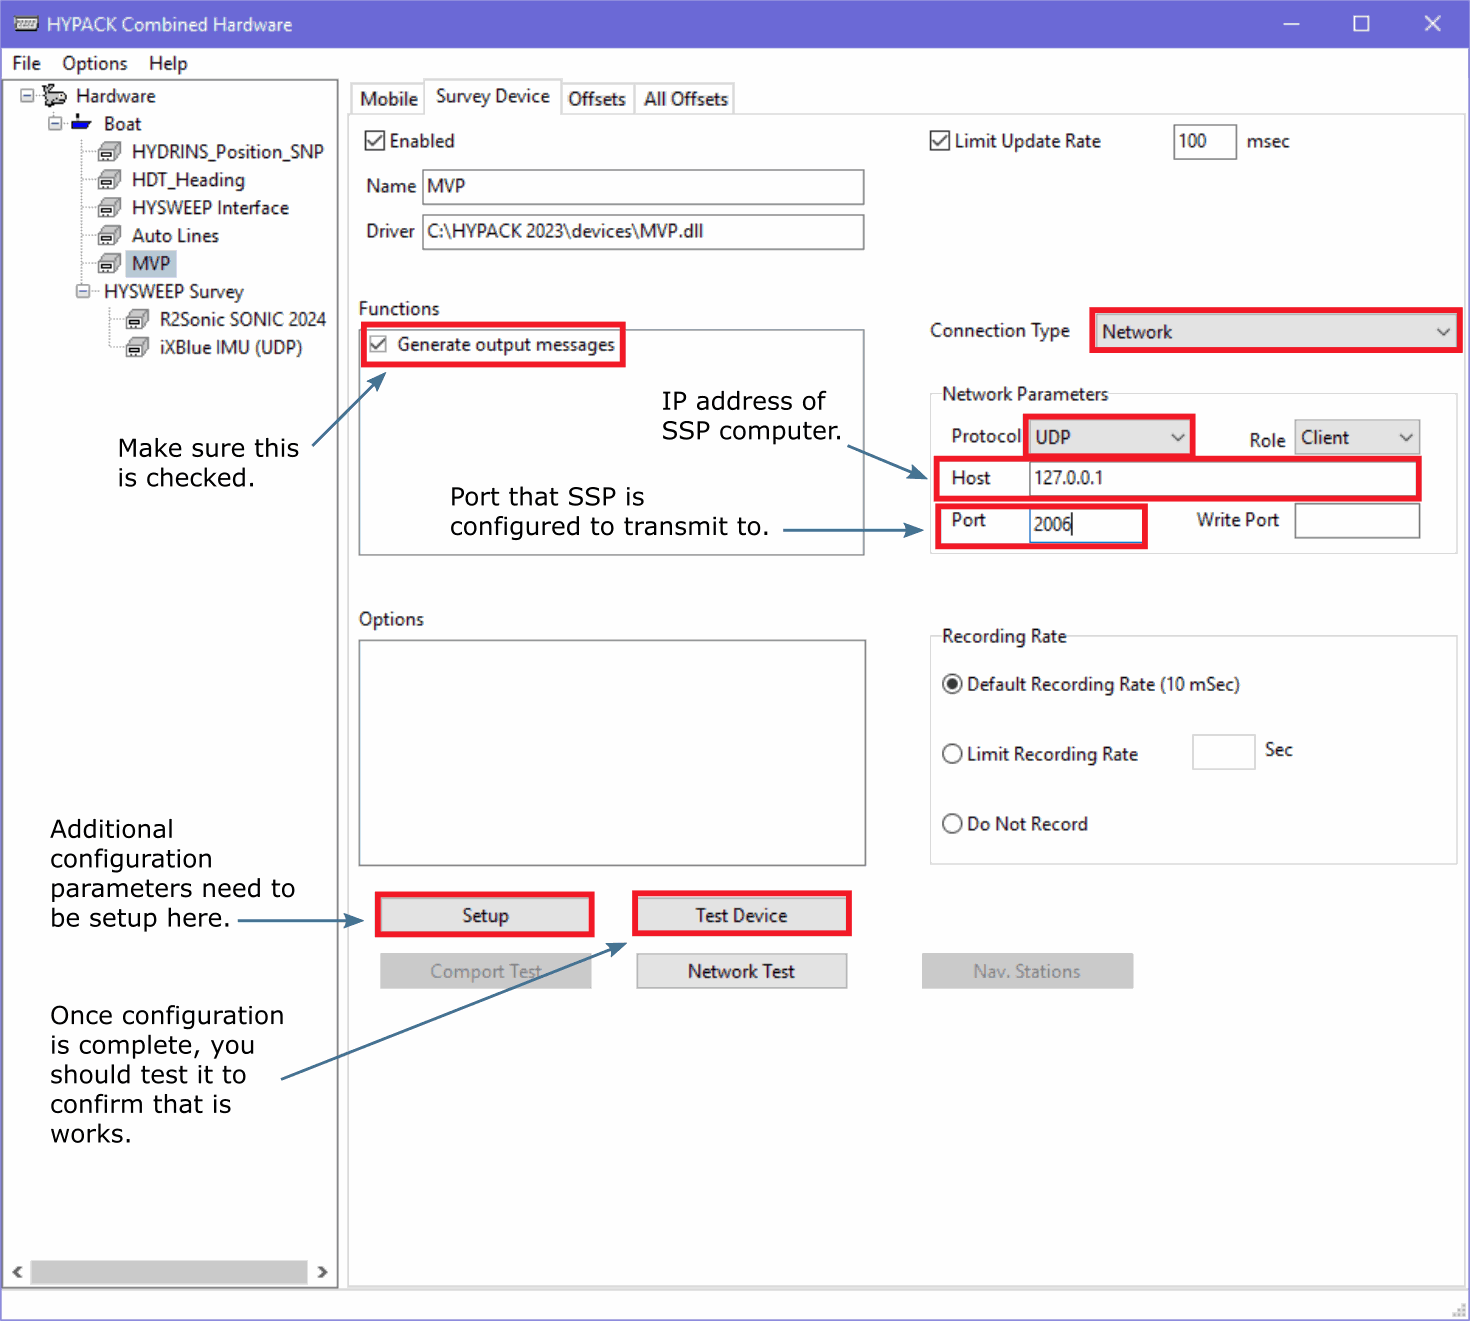 HYPACK Combined Hardware
File Options Help
Hardware
Boat
HYDRINS_Position_SNP
HDT_Heading
HYSWEEP Interface
Auto Lines
MVP
HYSWEEP Survey
R2Sonic SONIC 2024
iXBlue IMU (UDP)
Mobile Survey Device Offsets All Offsets
Enabled
Limit Update Rate 100 msec
Name MVP
Driver C:\HYPACK 2023\devices\MVP.dll
Functions
Generate output messages
Connection Type Network
Make sure this
is checked.
IP address of
SSP computer.
Port that SSP is
configured to transmit to.
Network Parameters
Protocol UDP Role Client
Host 127.0.0.1
Port 2006 Write Port
Options
Recording Rate
Default Recording Rate (10 mSec)
Limit Recording Rate Sec
Do Not Record
Additional
configuration
parameters need to
be setup here.
Setup Test Device
Comport Test Network Test Nav. Stations
Once configuration
is complete, you
should test it to
confirm that is
works.